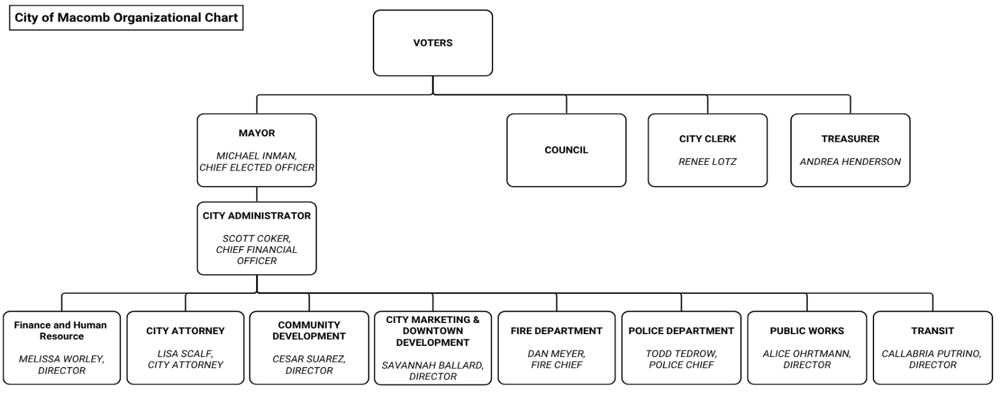 City of Macomb Organizational Chart
VOTERS
MAYOR
MICHAEL INMAN,
CHIEF ELECTED OFFICER
COUNCIL
CITY CLERK
RENEE LOTZ
TREASURER
ANDREA HENDERSON
CITY ADMINISTRATOR
SCOTT COKER,
CHIEF FINANCIAL
OFFICER
Finance and Human
Resource
MELISSA WORLEY,
DIRECTOR
CITY ATTORNEY
LISA SCALF,
CITY ATTORNEY
COMMUNITY
DEVELOPMENT
CESAR SUAREZ,
DIRECTOR
CITY MARKETING &
DOWNTOWN
DEVELOPMENT
SAVANNAH BALLARD,
DIRECTOR
FIRE DEPARTMENT
DAN MEYER,
FIRE CHIEF
POLICE DEPARTMENT
TODD TEDROW,
POLICE CHIEF
PUBLIC WORKS
ALICE OHRTMANN,
DIRECTOR
TRANSIT
CALLABRIA PUTRINO,
DIRECTOR